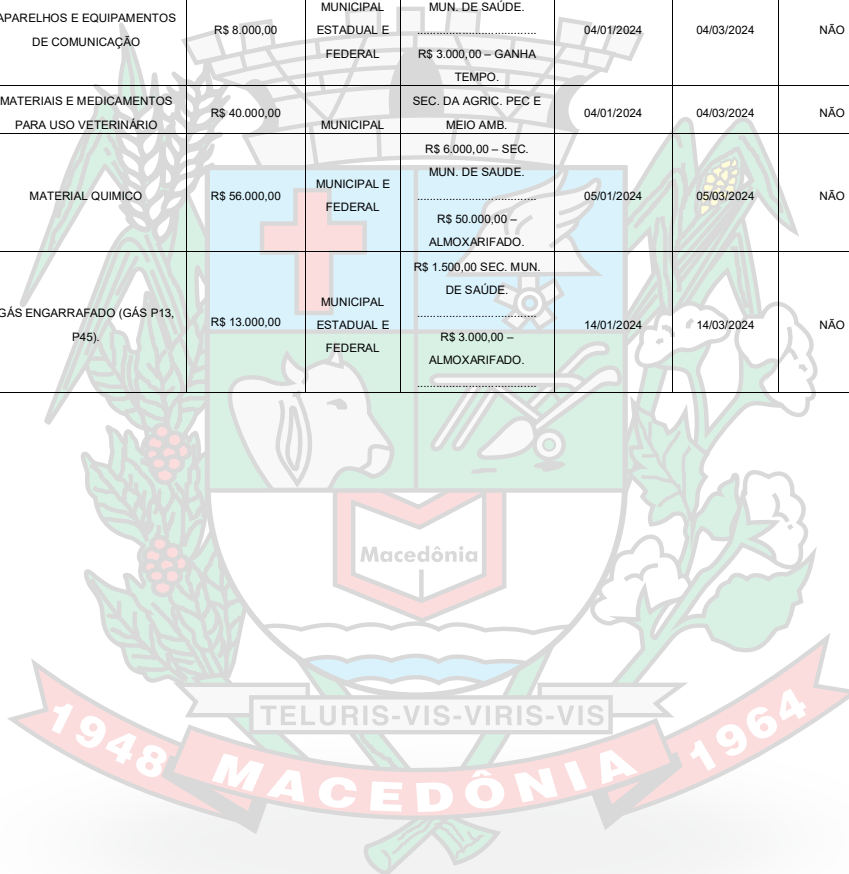 MUNICIPAL
MUN. DE SAÚDE.
APARELHOS E EQUIPAMENTOS
DE COMUNICAÇÃO
R$ 8.000,00
ESTADUAL E
FEDERAL
.......................................
R$ 3.000,00 – GANHA
TEMPO.
04/01/2024
04/03/2024
NÃO
MATERIAIS E MEDICAMENTOS
PARA USO VETERINÁRIO
R$ 40.000,00
MUNICIPAL
SEC. DA AGRIC. PEC E
MEIO AMB.
04/01/2024
04/03/2024
NÃO
MATERIAL QUIMICO
R$ 56.000,00
MUNICIPAL E
FEDERAL
R$ 6.000,00 – SEC.
MUN. DE SAUDE.
.......................................
R$ 50.000,00 –
ALMOXARIFADO.
05/01/2024
05/03/2024
NÃO
GÁS ENGARRAFADO (GÁS P13,
P45).
R$ 13.000,00
MUNICIPAL
ESTADUAL E
FEDERAL
R$ 1.500,00 SEC. MUN.
DE SAÚDE.
.......................................
R$ 3.000,00 –
ALMOXARIFADO.
.......................................
14/01/2024
14/03/2024
NÃO
Macedônia
TELURIS-VIS-VIRIS-VIS
1948
MACEDÔNIA
1964